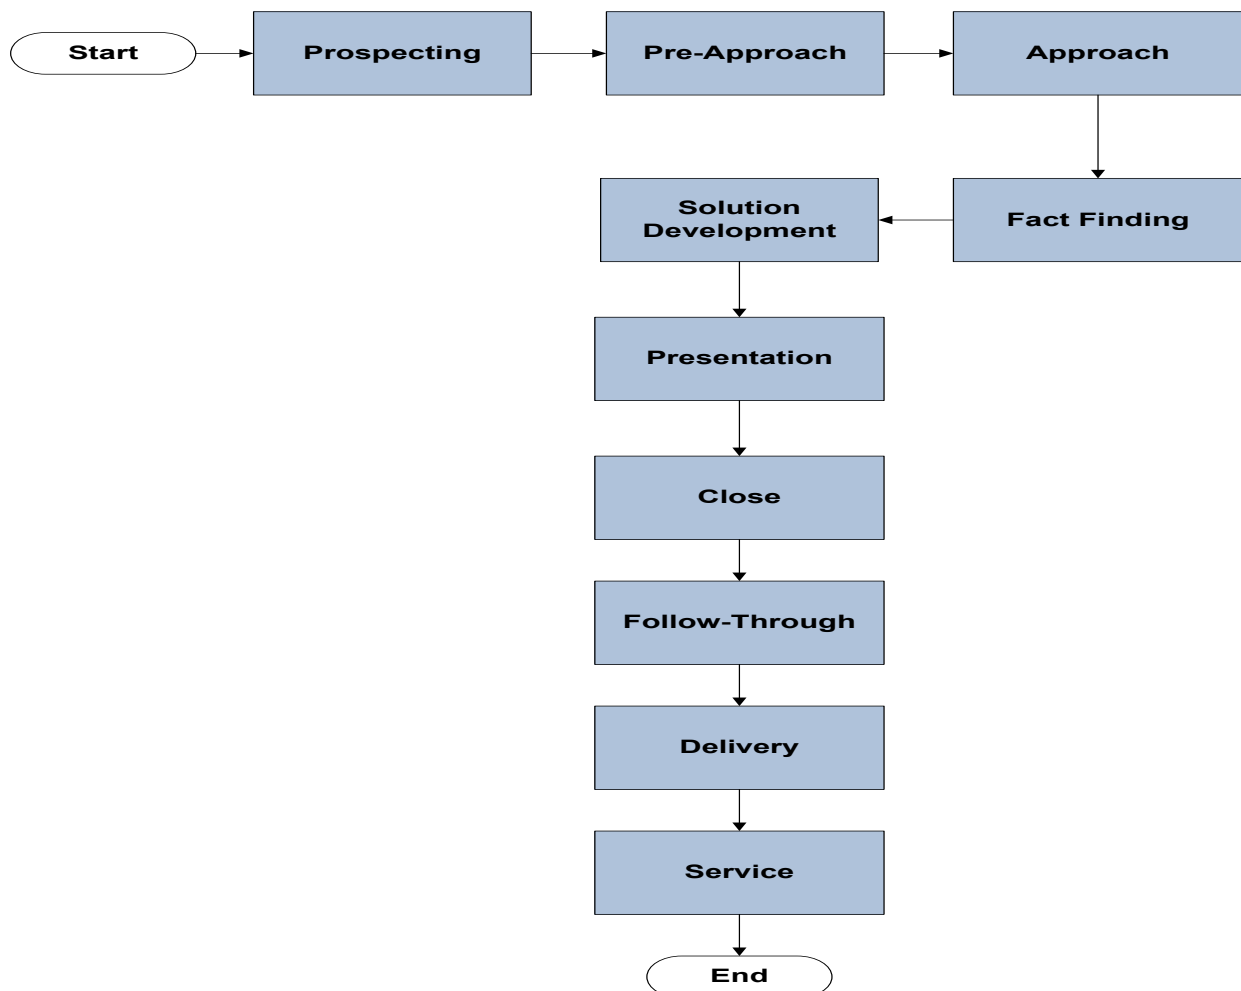 Start
Prospecting
Pre-Approach
Approach
Fact Finding
Solution
Development
Presentation
Close
Follow-Through
Delivery
Service
End